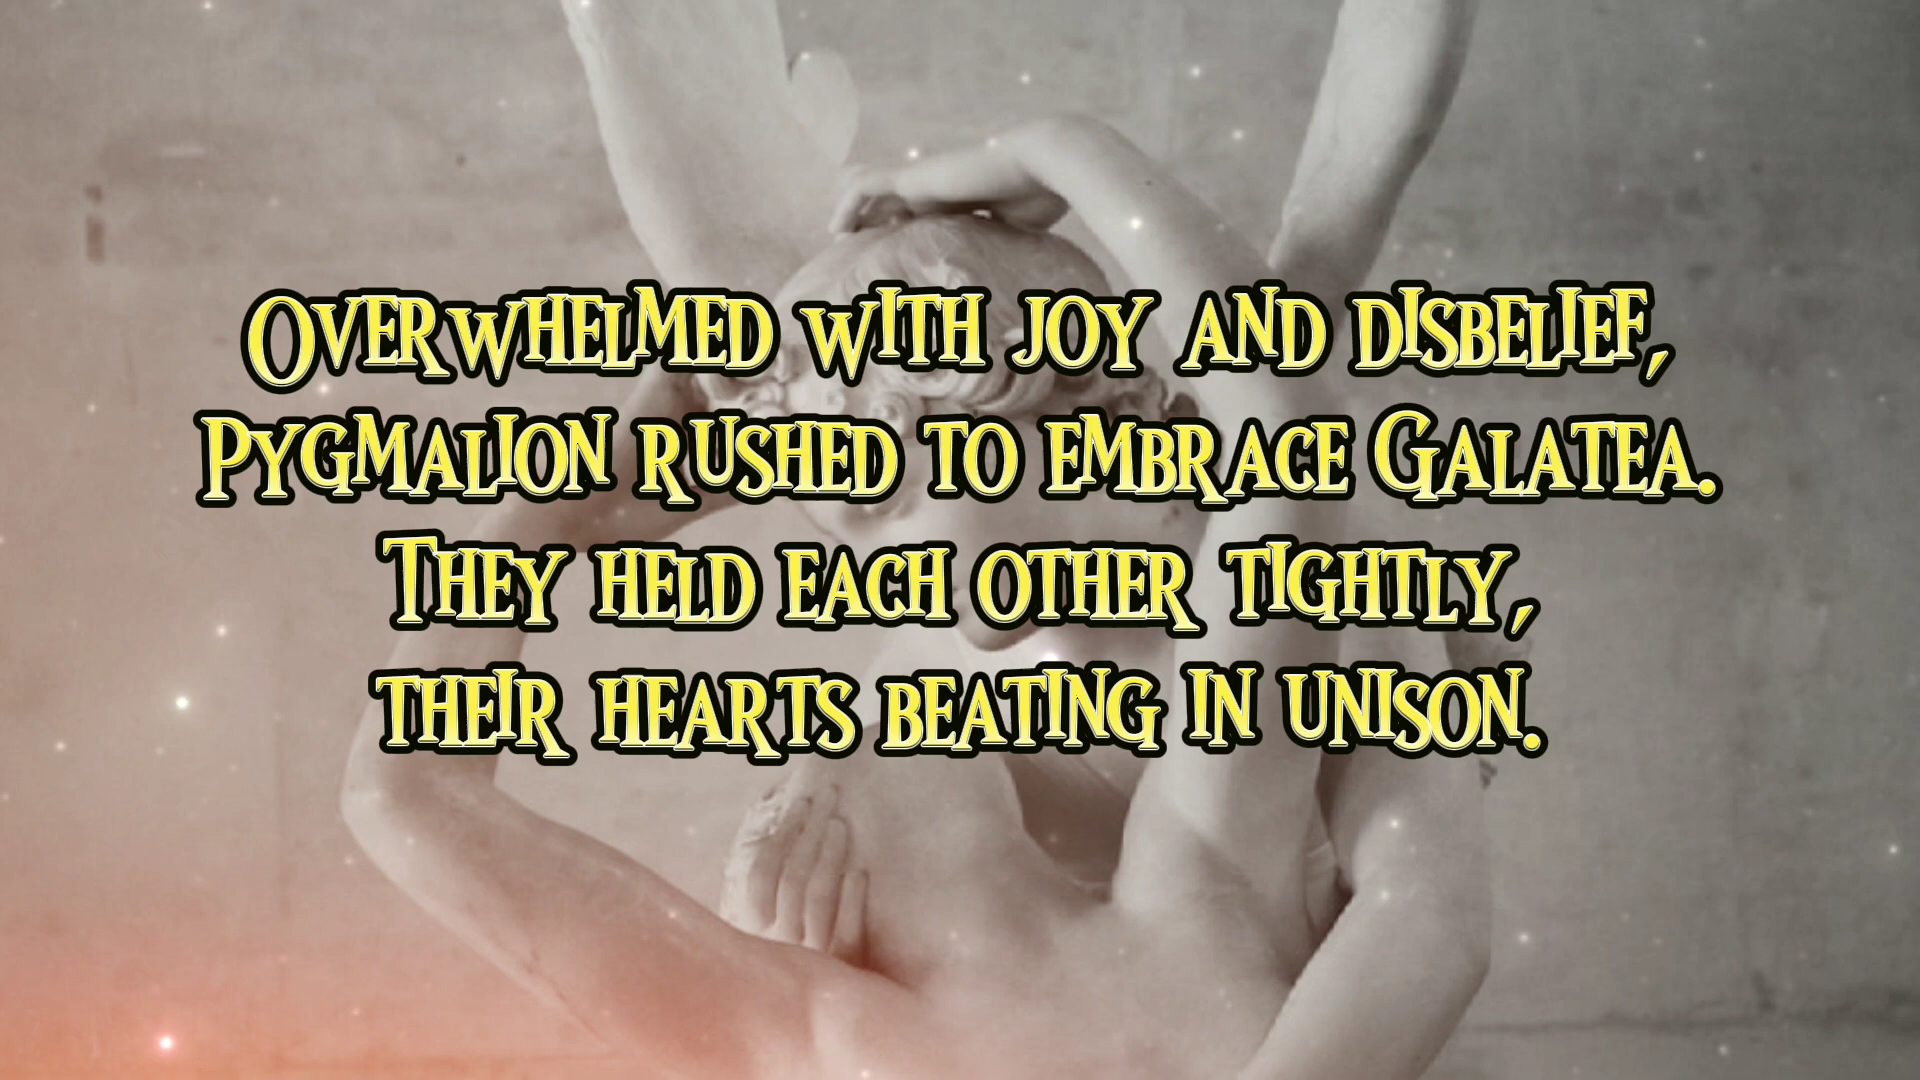 Overwhelmed with joy and disbelief,
Pygmalion rushed to embrace Galatea.
They held each other tightly,
their hearts beating in unison.